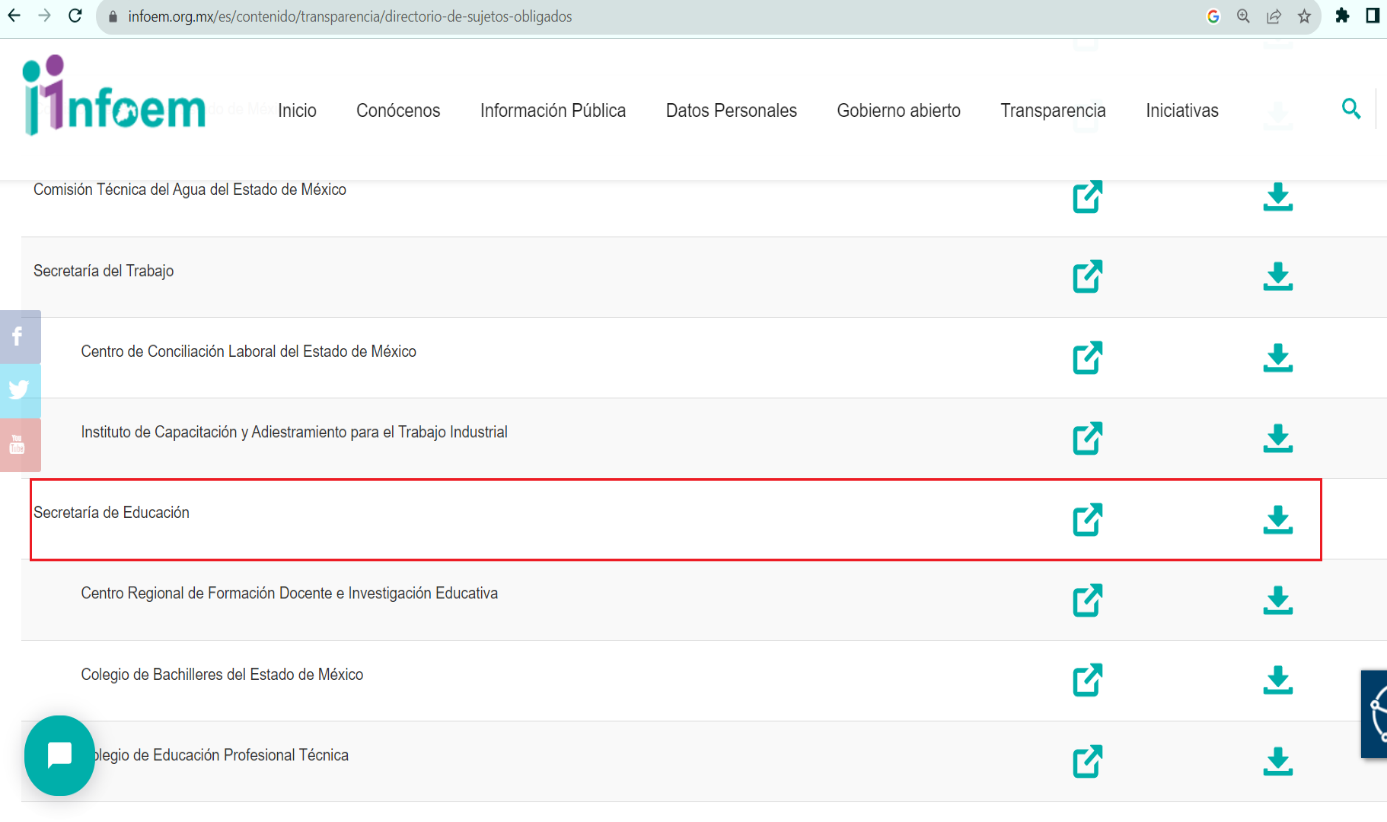 infoem.org.mx/es/contenido/transparencia/directorio-de-sujetos-obligados
infoem
Inicio Conócenos Información Pública Datos Personales Gobierno abierto Transparencia Iniciativas
Comisión Técnica del Agua del Estado de México
Secretaría del Trabajo
Centro de Conciliación Laboral del Estado de México
Instituto de Capacitación y Adiestramiento para el Trabajo Industrial
You Tube
Secretaría de Educación
Centro Regional de Formación Docente e Investigación Educativa
Colegio de Bachilleres del Estado de México
olegio de Educación Profesional Técnica